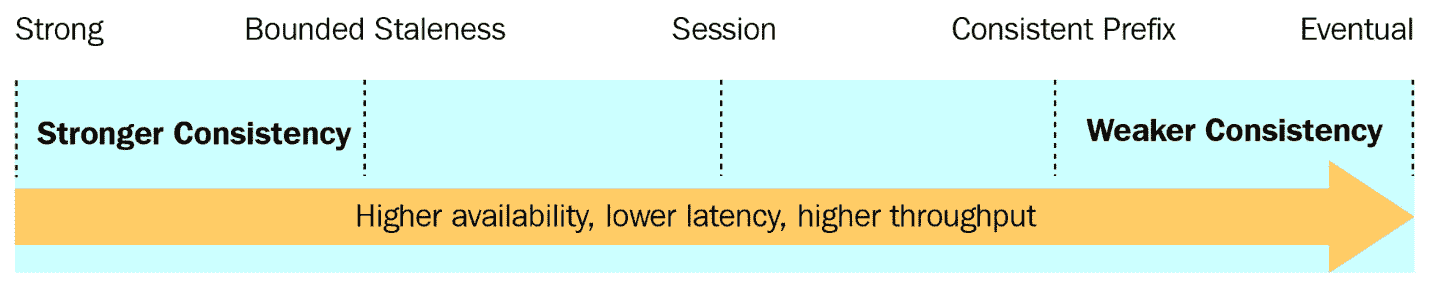 Strong Bounded Staleness Session Consistent Prefix Eventual
Stronger Consistency Weaker Consistency
Higher availability, lower latency, higher throughput